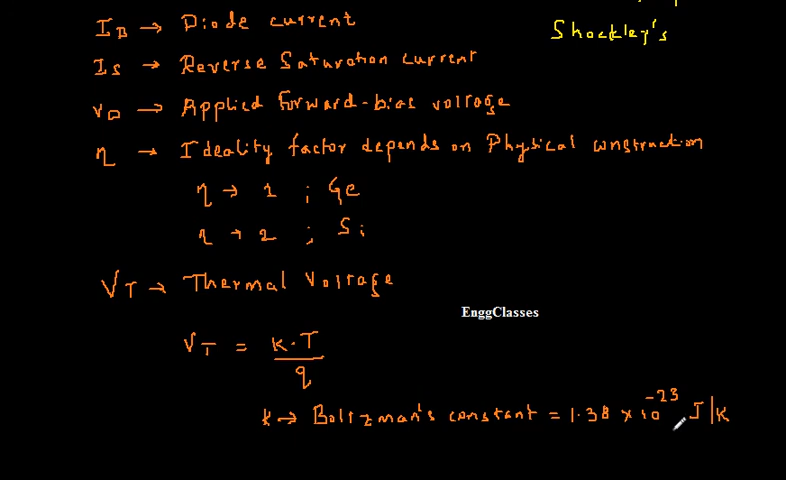 Shockley's
ID → Diode current
Is → Reverse Saturation current
VD → Applied forward-bias voltage
η → Ideality factor depends on Physical construction
η → 1 ; Ge
η → 2 ; Si
VT → Thermal Voltage
EnggClasses
VT = K·T / q
k → Boltzman's constant = 1.38 × 10^-23 J/K